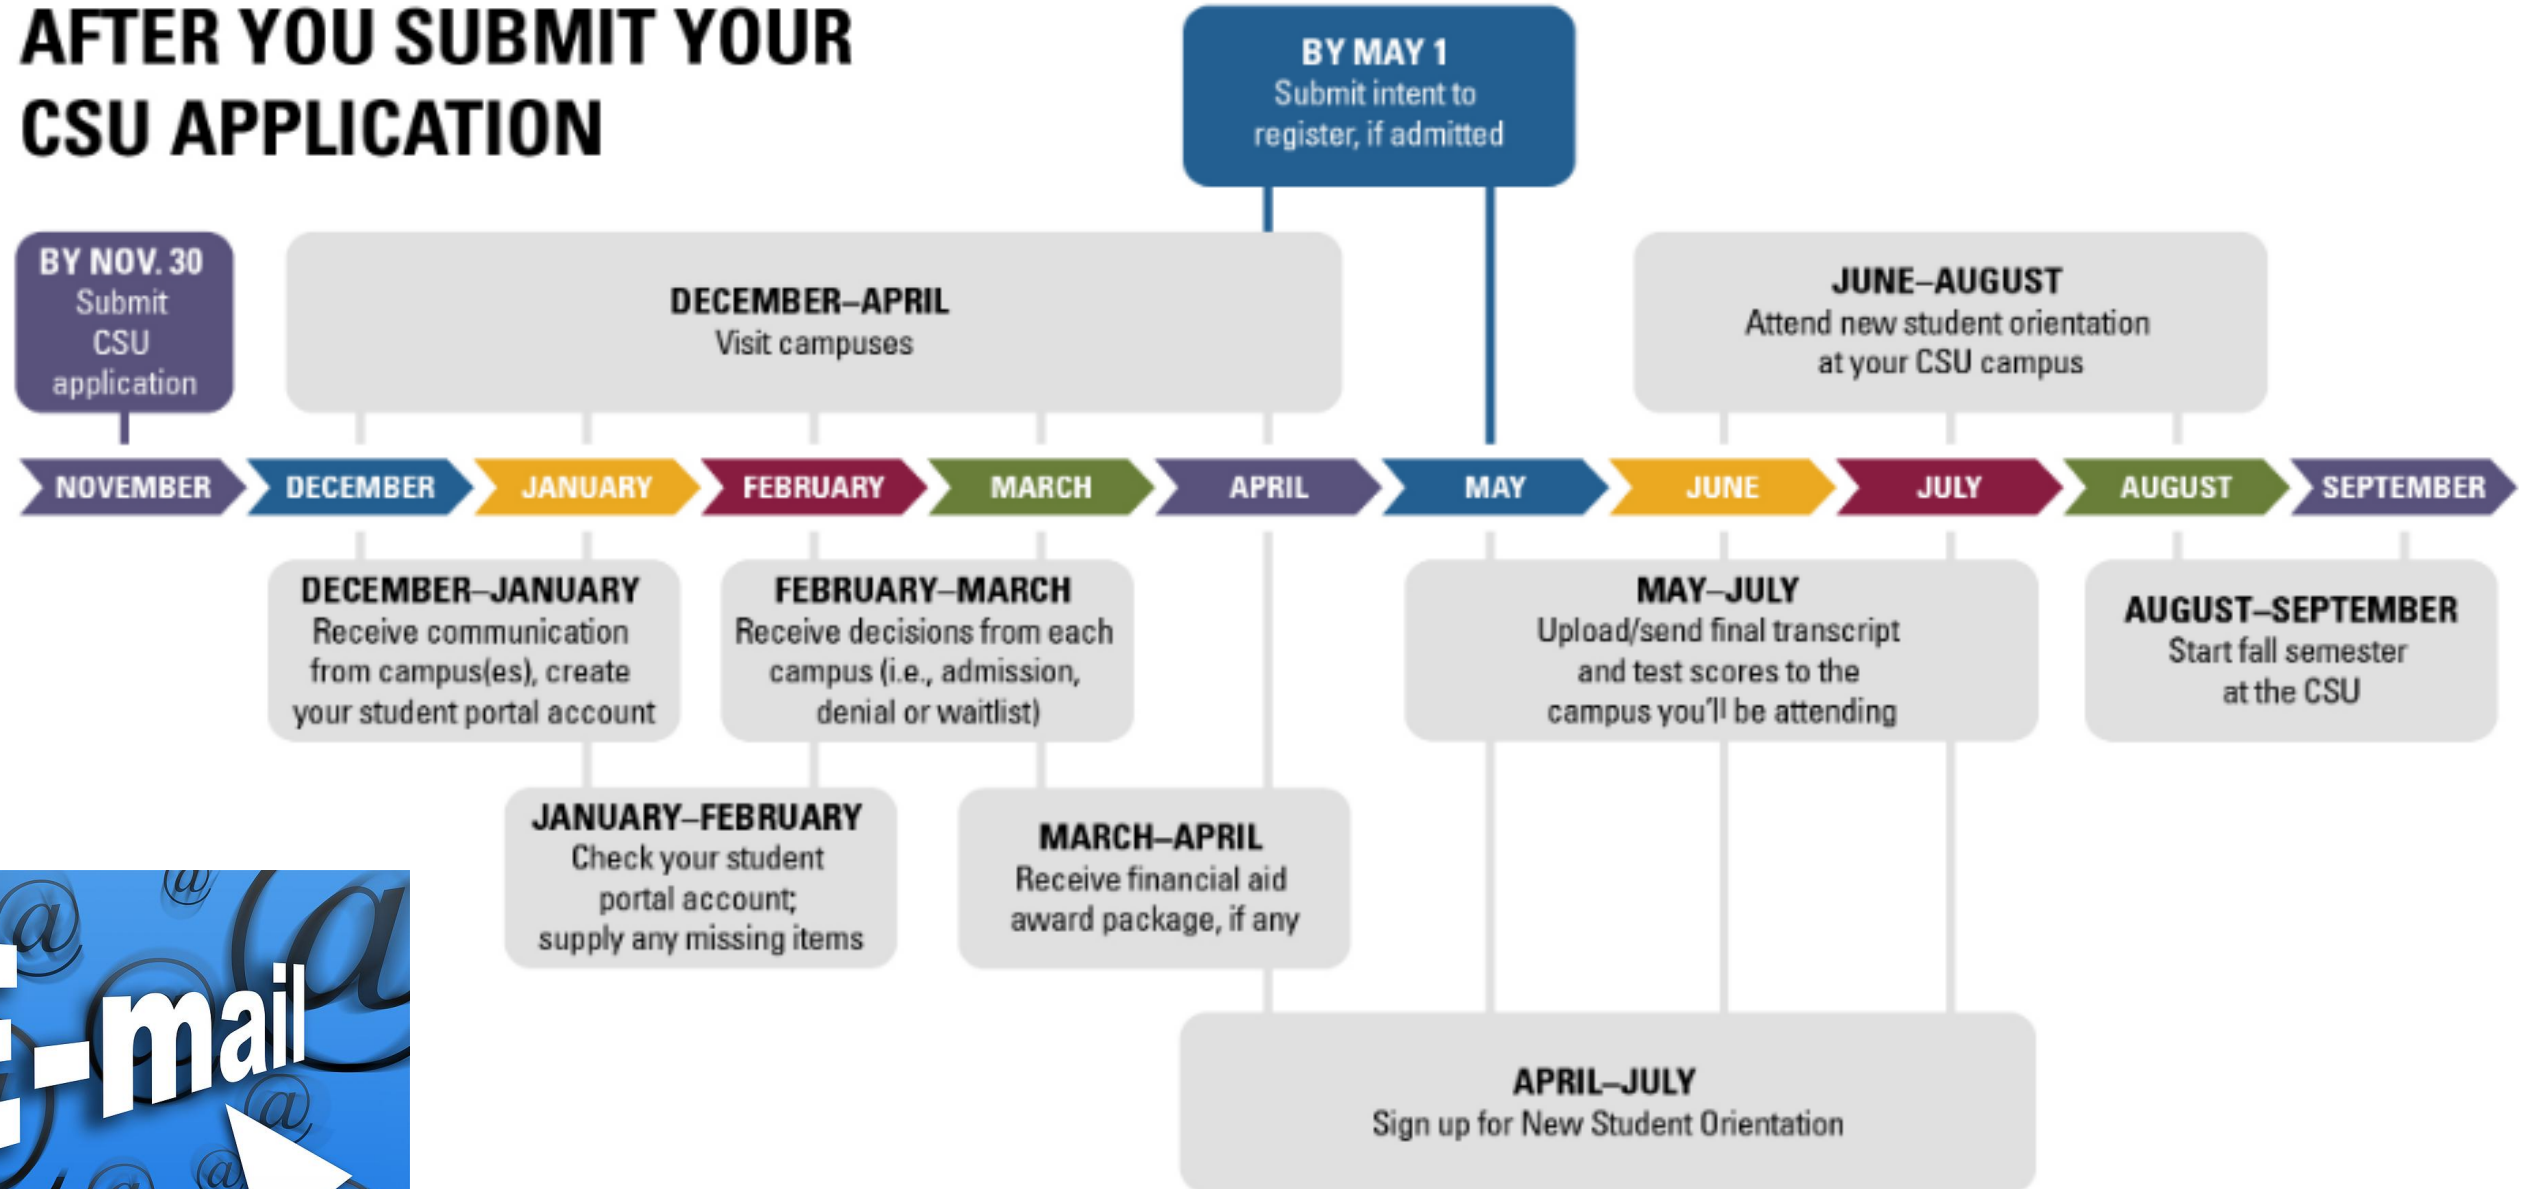 AFTER YOU SUBMIT YOUR
CSU APPLICATION
BY MAY 1
Submit intent to
register, if admitted
BY NOV. 30
Submit
CSU
application
DECEMBER–APRIL
Visit campuses
JUNE–AUGUST
Attend new student orientation
at your CSU campus
NOVEMBER
DECEMBER
JANUARY
FEBRUARY
MARCH
APRIL
MAY
JUNE
JULY
AUGUST
SEPTEMBER
DECEMBER–JANUARY
Receive communication
from campus(es), create
your student portal account
FEBRUARY–MARCH
Receive decisions from each
campus (i.e., admission,
denial or waitlist)
MAY–JULY
Upload/send final transcript
and test scores to the
campus you'll be attending
AUGUST–SEPTEMBER
Start fall semester
at the CSU
JANUARY–FEBRUARY
Check your student
portal account;
supply any missing items
MARCH–APRIL
Receive financial aid
award package, if any
APRIL–JULY
Sign up for New Student Orientation
E-mail
@
@
@
@
@
@